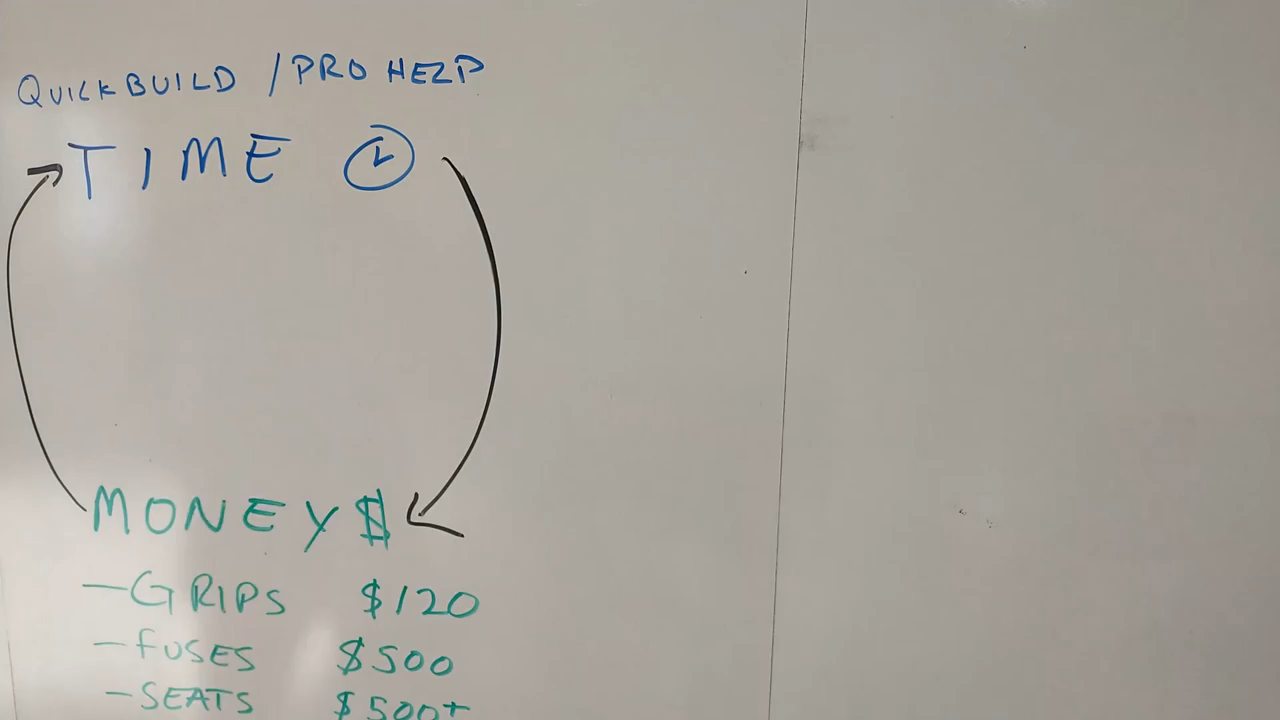 QUICKBUILD / PRO HELP
TIME
MONEY $
- GRIPS $120
- FUSES $500
- SEATS $500+